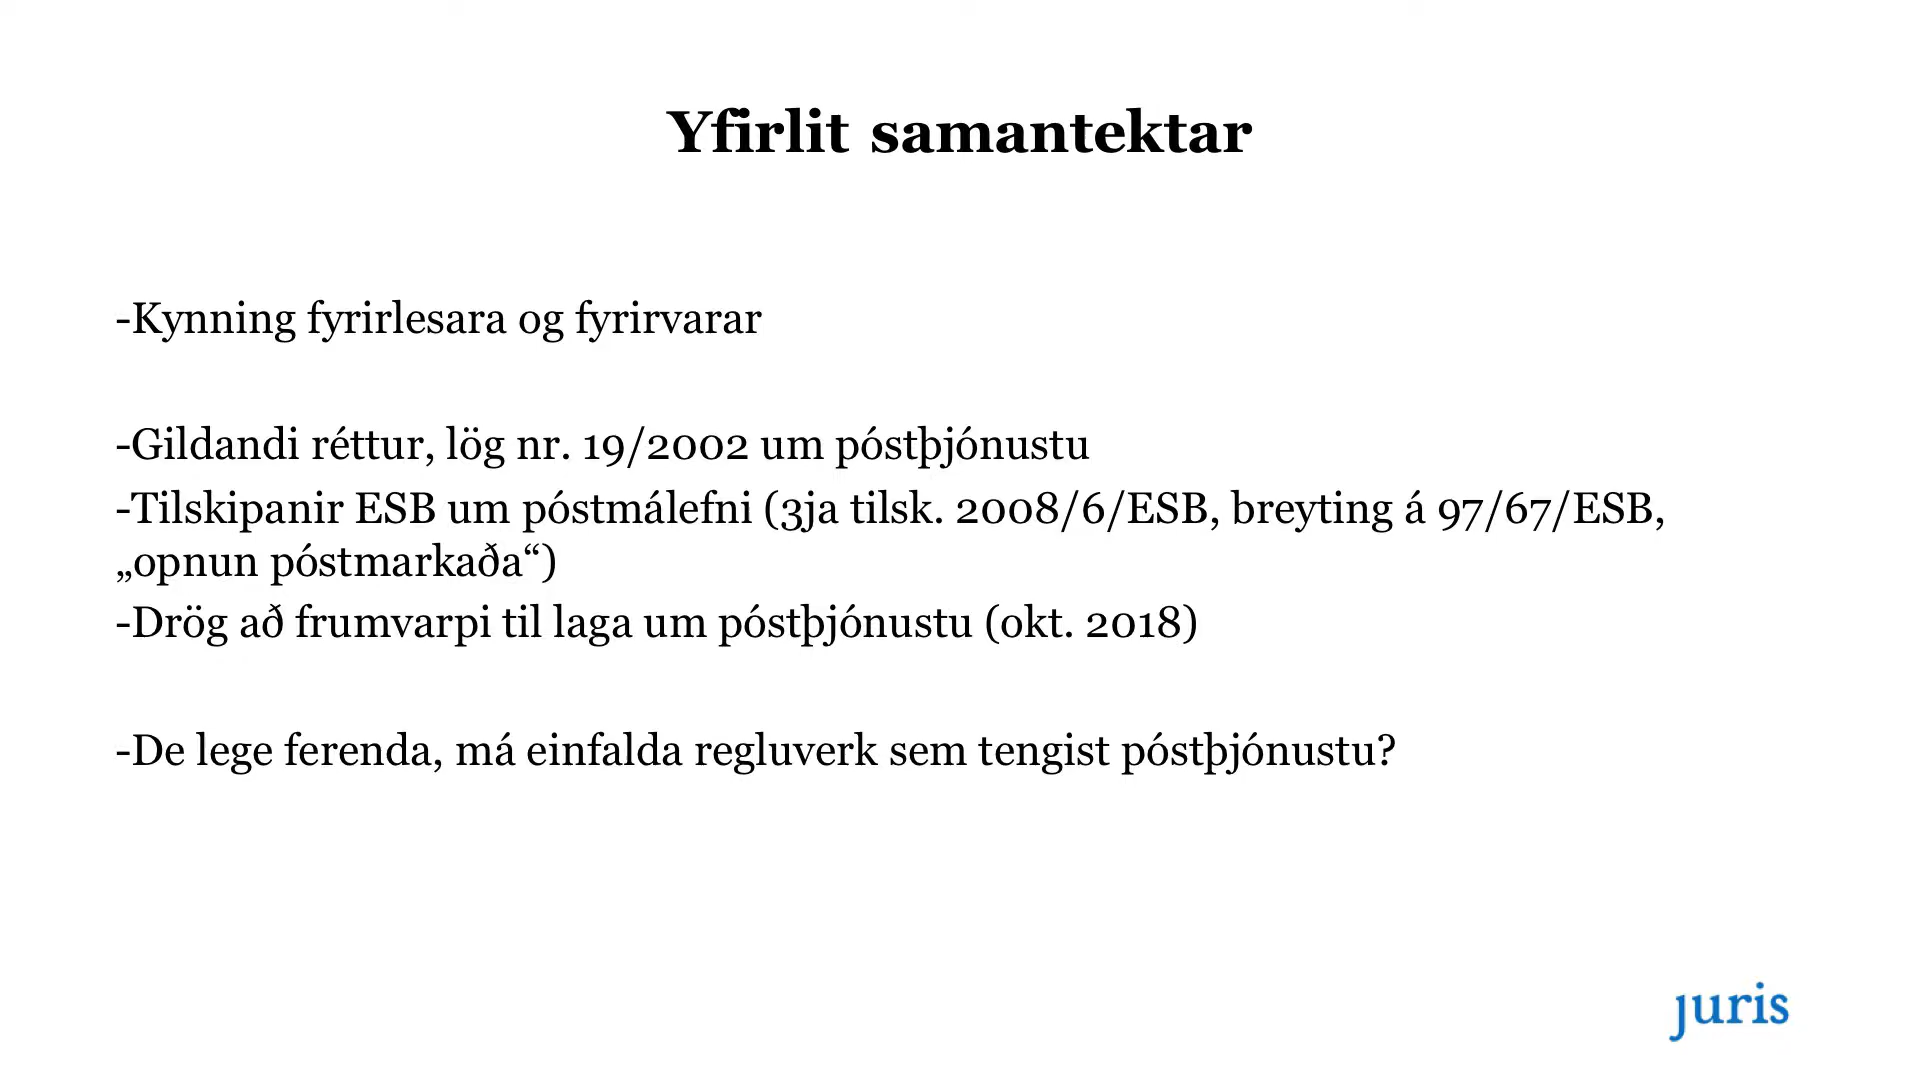 Yfirlit samantektar
-Kynning fyrirlesara og fyrirvarar
-Gildandi réttur, lög nr. 19/2002 um póstþjónustu
-Tilskipanir ESB um póstmálefni (3ja tilsk. 2008/6/ESB, breyting á 97/67/ESB,
„opnun póstmarkaða“)
-Drög að frumvarpi til laga um póstþjónustu (okt. 2018)
-De lege ferenda, má einfalda regluverk sem tengist póstþjónustu?
juris